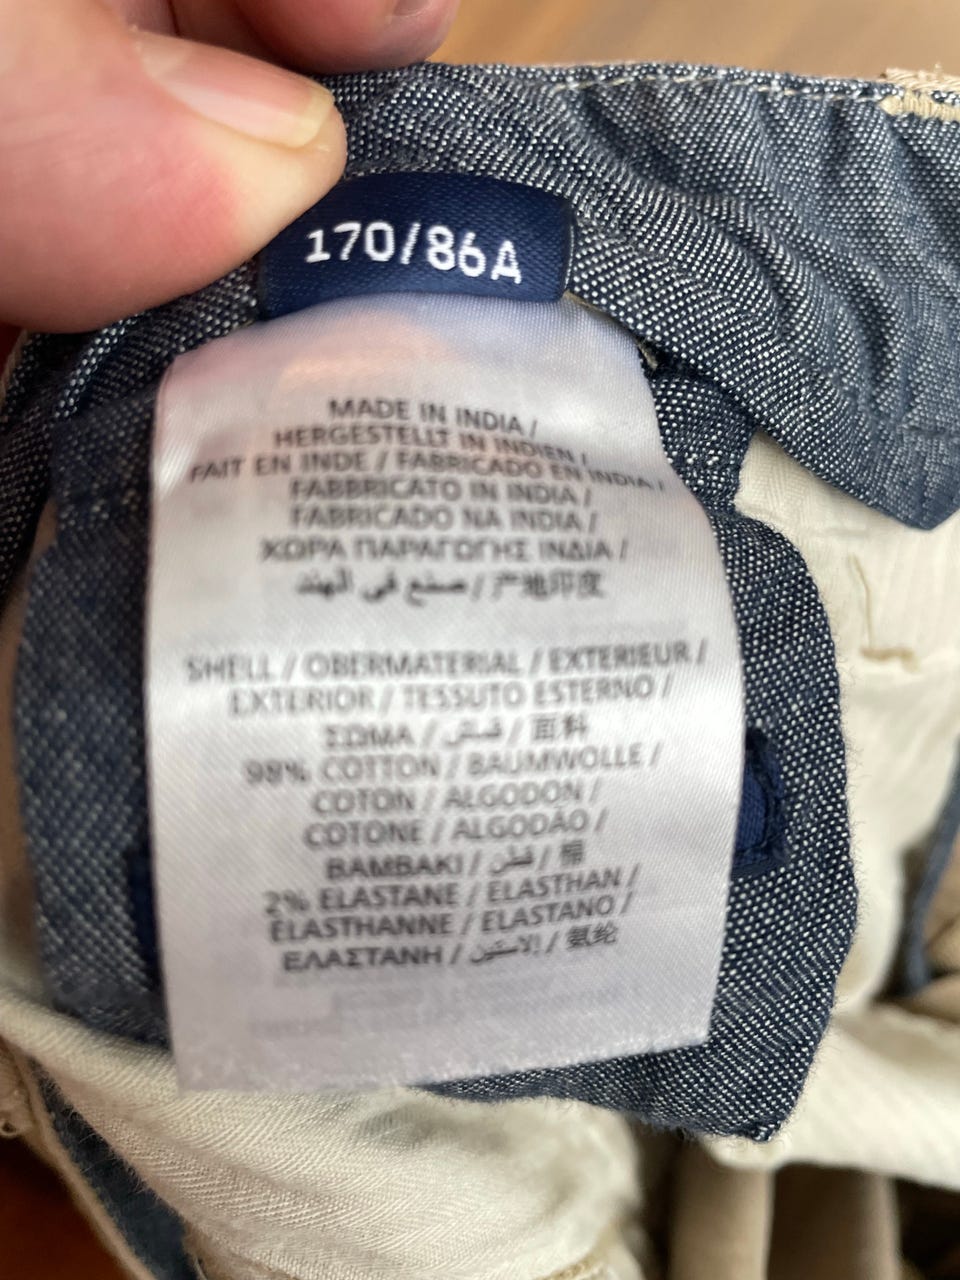 170/86A
MADE IN INDIA /
HERGESTELLT IN INDIEN /
FAIT EN INDE / FABRICADO EN INDIA /
FABBRICATO IN INDIA /
FABRICADO NA INDIA /
ΧΩΡΑ ΠΑΡΑΓΩΓΗΣ ΙΝΔΙΑ /
صنع في الهند / 产地印度
SHELL / OBERMATERIAL / EXTERIEUR /
EXTERIOR / TESSUTO ESTERNO /
ΣΩΜΑ / قماش / 面料
98% COTTON / BAUMWOLLE /
COTON / ALGODON /
COTONE / ALGODÃO /
ΒΑΜΒΑΚΙ / قطن / 棉
2% ELASTANE / ELASTHAN /
ELASTHANNE / ELASTANO /
ΕΛΑΣΤΑΝΗ / الاستين / 氨纶